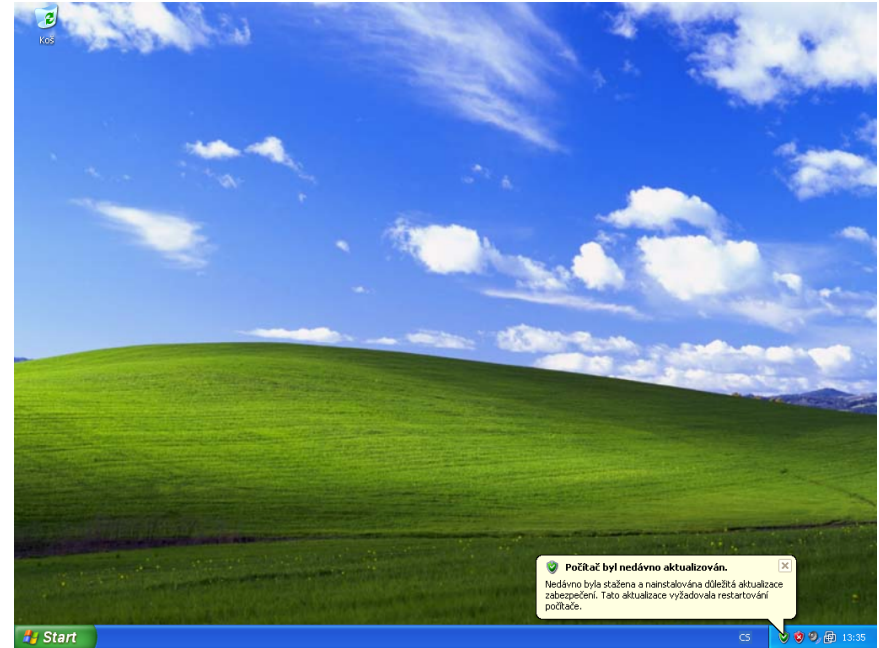 Koš
Počítač byl nedávno aktualizován.
Nedávno byla stažena a nainstalována důležitá aktualizace
zabezpečení. Tato aktualizace vyžadovala restartování
počítače.
Start
CS
13:35